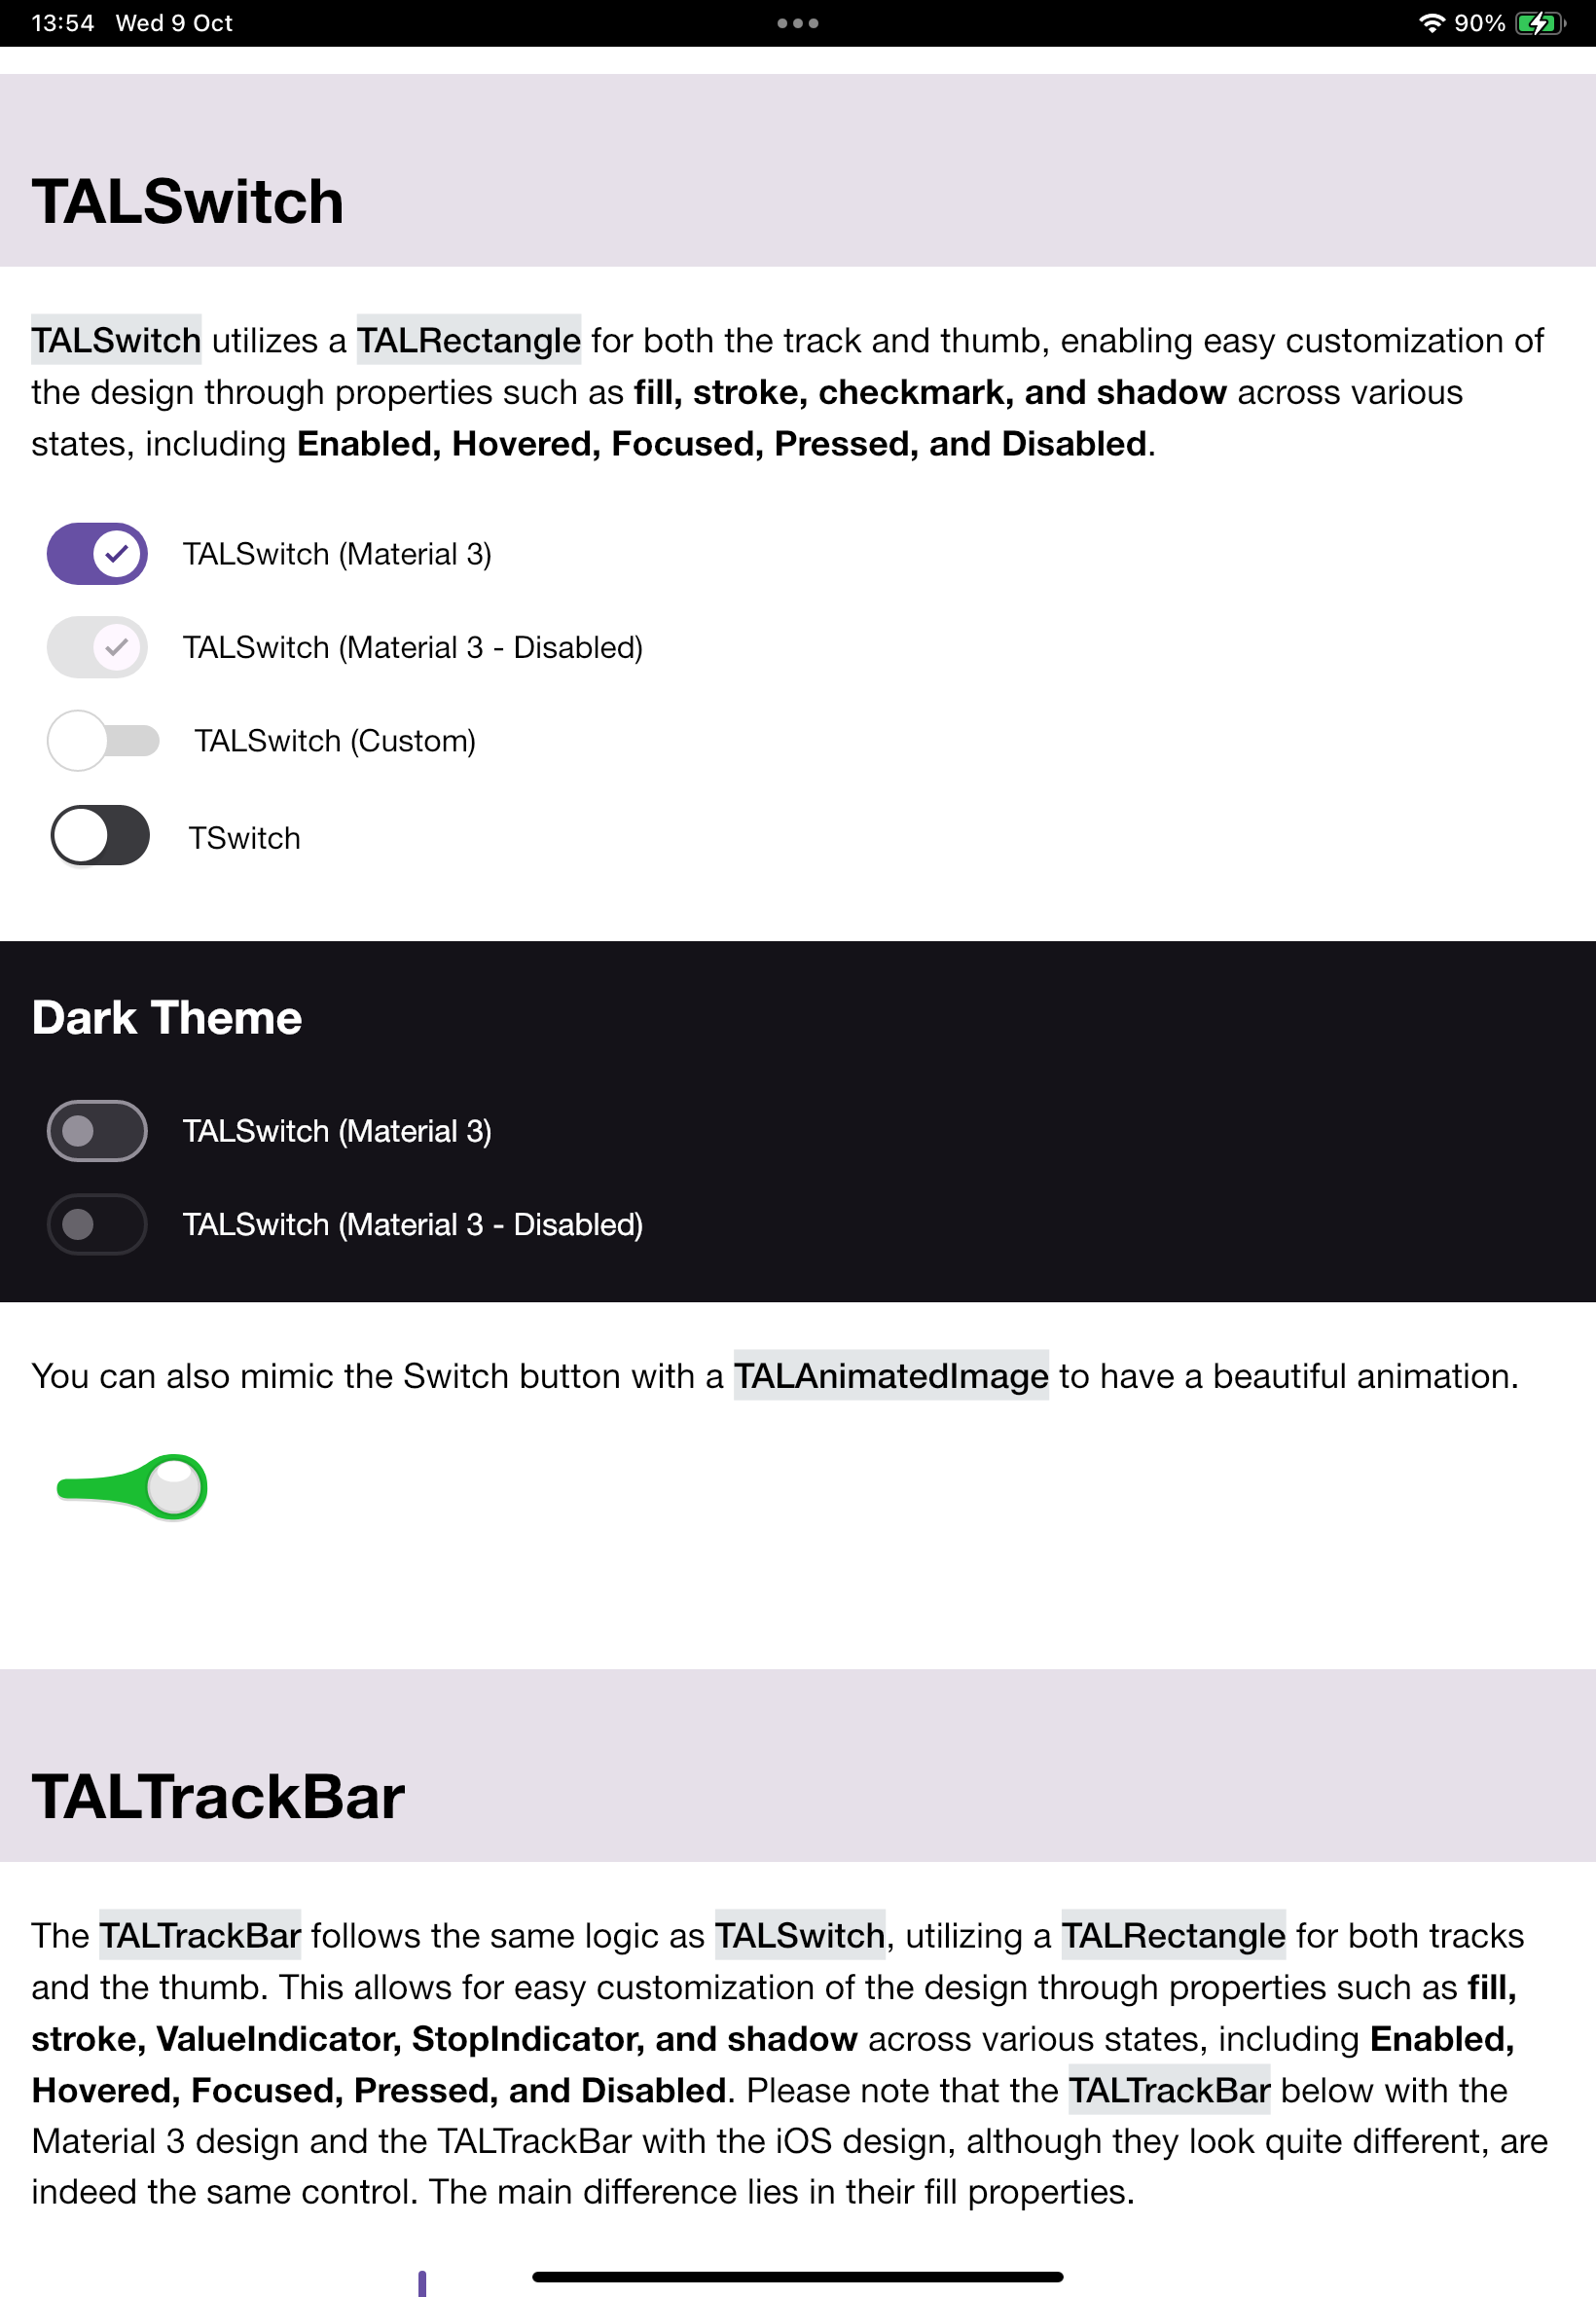 13:54 Wed 9 Oct
90%
TALSwitch
TALSwitch utilizes a TALRectangle for both the track and thumb, enabling easy customization of
the design through properties such as fill, stroke, checkmark, and shadow across various
states, including Enabled, Hovered, Focused, Pressed, and Disabled.
TALSwitch (Material 3)
TALSwitch (Material 3 - Disabled)
TALSwitch (Custom)
TSwitch
Dark Theme
TALSwitch (Material 3)
TALSwitch (Material 3 - Disabled)
You can also mimic the Switch button with a TALAnimatedImage to have a beautiful animation.
TALTrackBar
The TALTrackBar follows the same logic as TALSwitch, utilizing a TALRectangle for both tracks
and the thumb. This allows for easy customization of the design through properties such as fill,
stroke, ValueIndicator, StopIndicator, and shadow across various states, including Enabled,
Hovered, Focused, Pressed, and Disabled. Please note that the TALTrackBar below with the
Material 3 design and the TALTrackBar with the iOS design, although they look quite different, are
indeed the same control. The main difference lies in their fill properties.